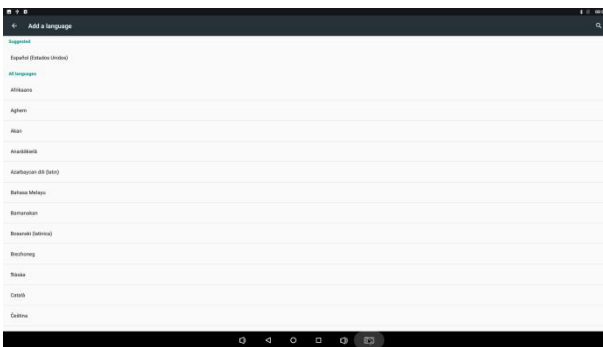 Add a language
Suggested
Español (Estados Unidos)
All languages
Afrikaans
Aghem
Akan
Azərbaycan dili (latın)
Bahasa Melayu
Bamanakan
Bosanski (latinica)
Brezhoneg
Català
Čeština